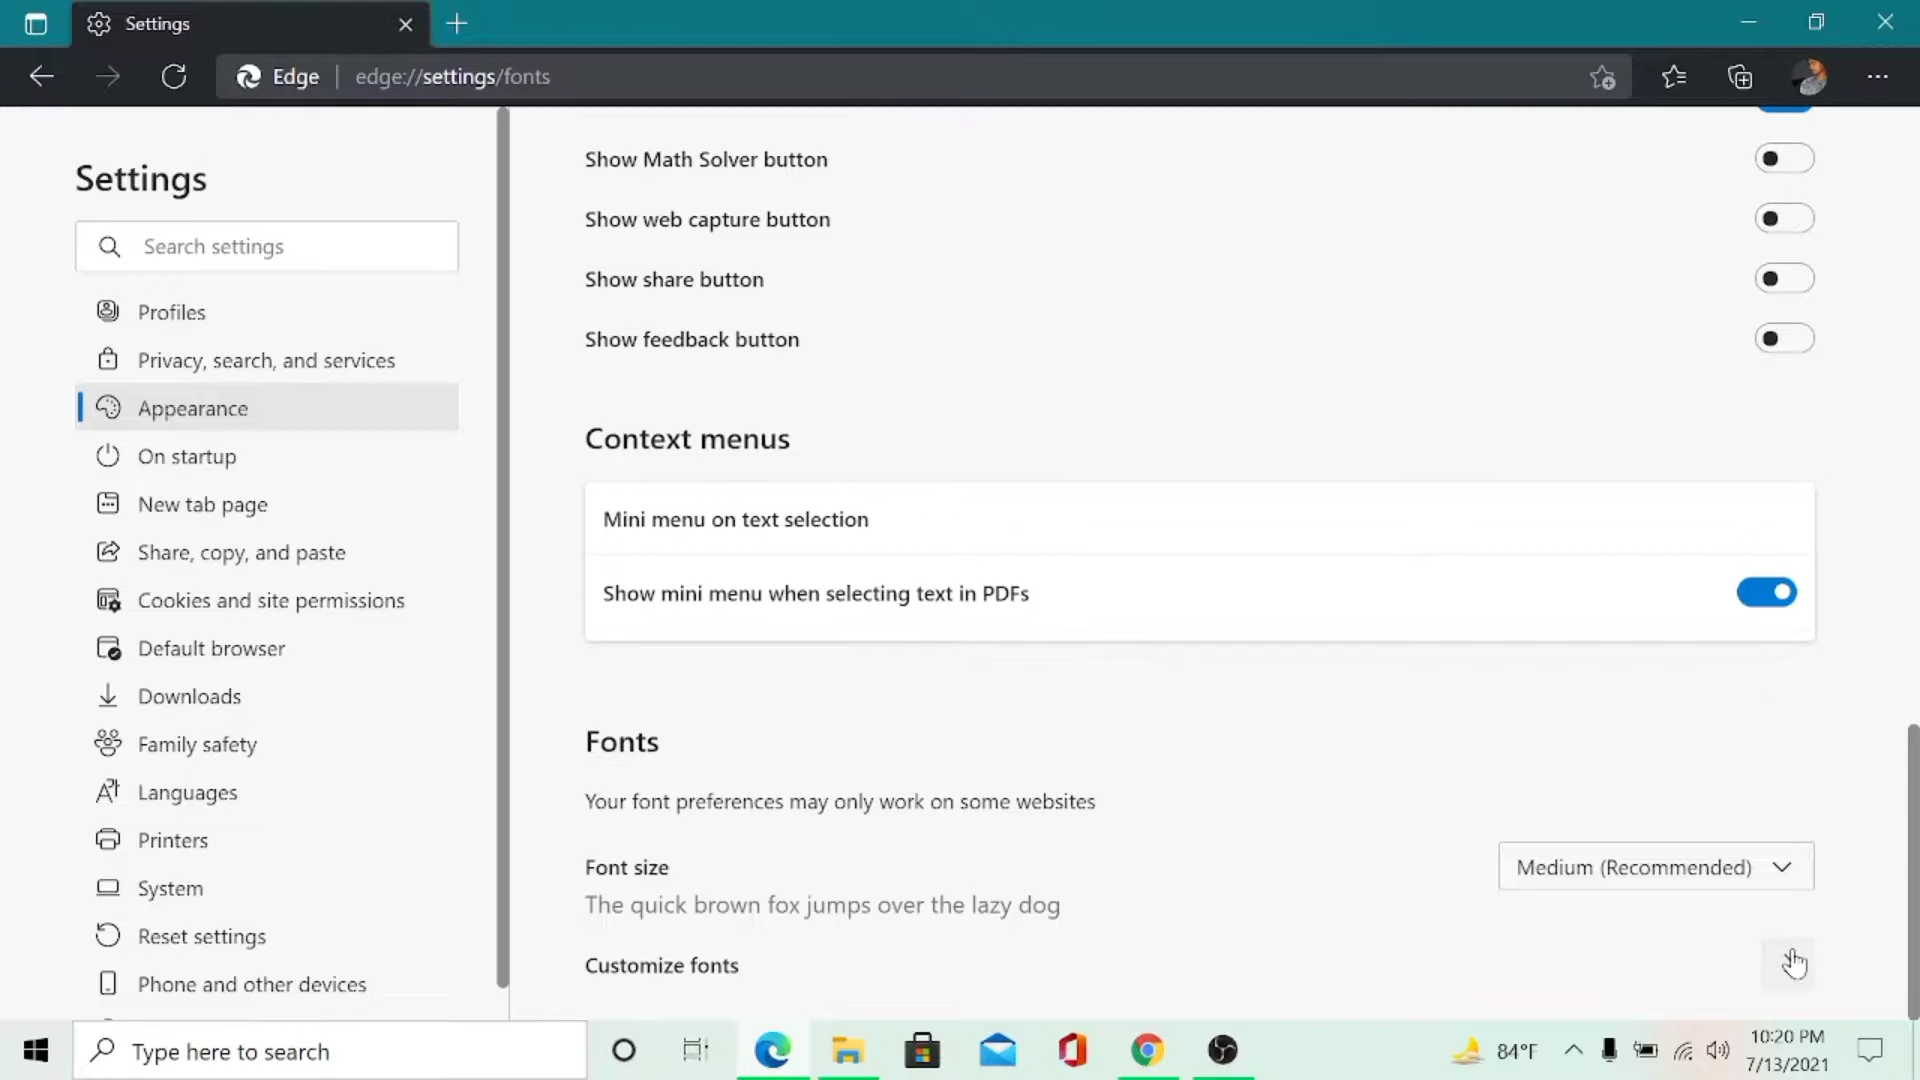 Settings
Edge | edge://settings/fonts
Settings
Search settings
Profiles
Privacy, search, and services
Appearance
On startup
New tab page
Share, copy, and paste
Cookies and site permissions
Default browser
Downloads
Family safety
Languages
Printers
System
Reset settings
Phone and other devices
Show Math Solver button
Show web capture button
Show share button
Show feedback button
Context menus
Mini menu on text selection
Show mini menu when selecting text in PDFs
Fonts
Your font preferences may only work on some websites
Font size
Medium (Recommended)
The quick brown fox jumps over the lazy dog
Customize fonts
Type here to search
84°F
10:20 PM
7/13/2021